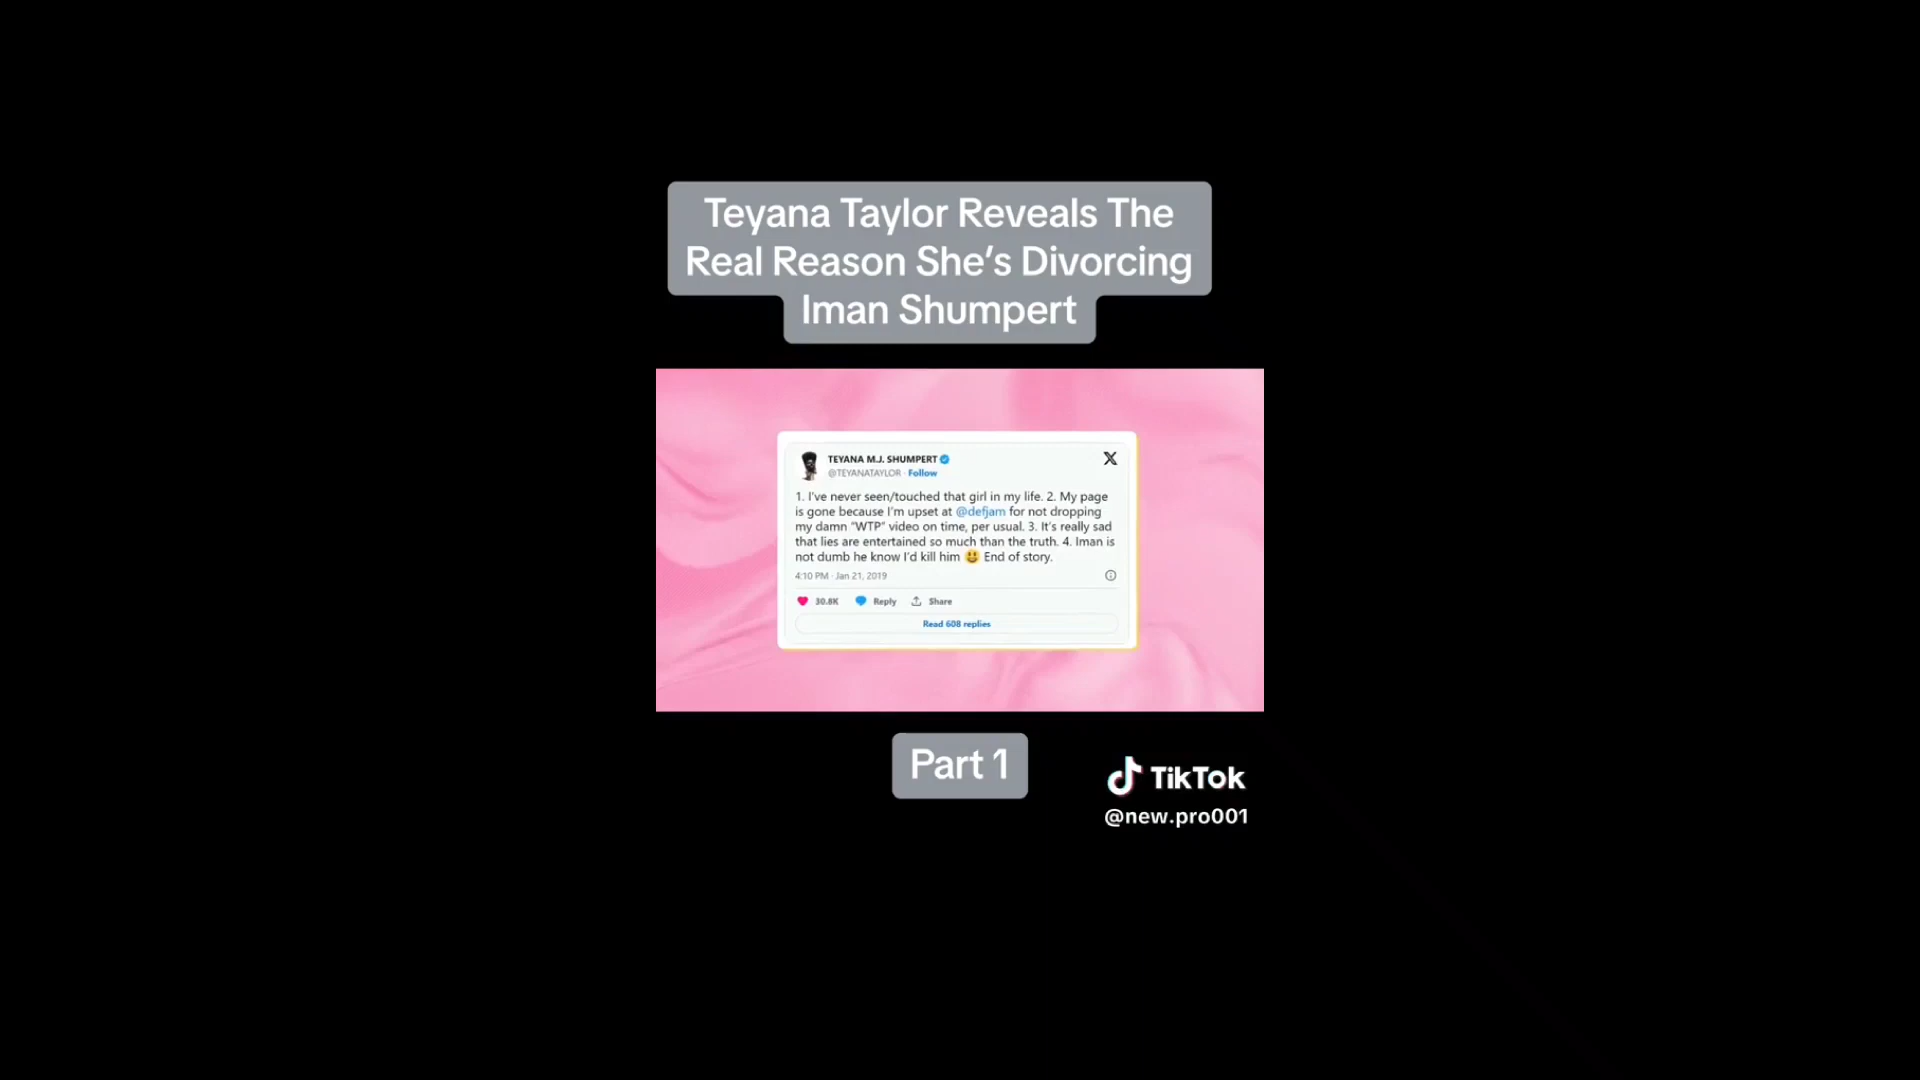 Teyana Taylor Reveals The
Real Reason She’s Divorcing
Iman Shumpert
TEYANA M.J. SHUMPERT
@TEYANATAYLOR · Follow
1. I’ve never seen/touched that girl in my life. 2. My page
is gone because I’m upset at @defjam for not dropping
my damn “WTP” video on time, per usual. 3. It’s really sad
that lies are entertained so much than the truth. 4. Iman is
not dumb he know I’d kill him 😃 End of story.
4:10 PM · Jan 21, 2019
30.8K Reply Share
Read 608 replies
Part 1
TikTok
@new.pro001